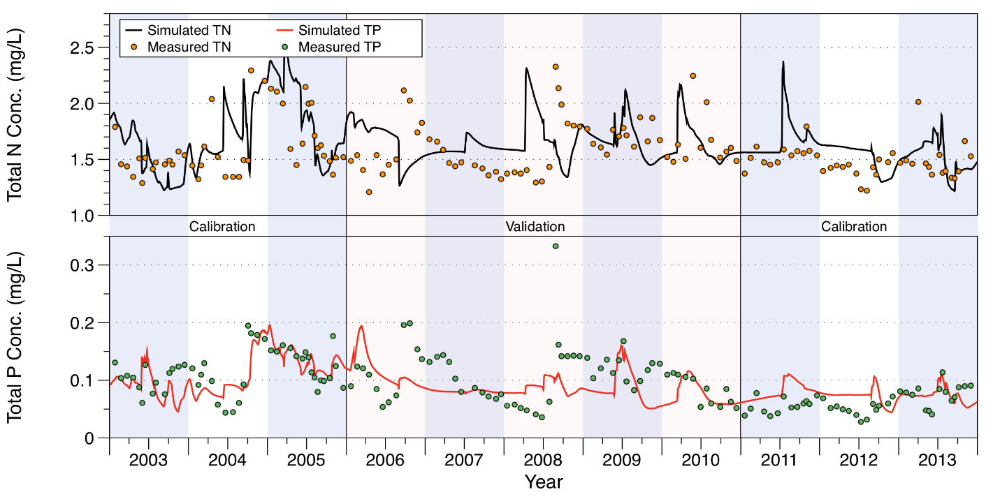 Simulated TN Simulated TP
Measured TN Measured TP
Total N Conc. (mg/L)
2.5
2.0
1.5
1.0
Calibration Validation Calibration
Total P Conc. (mg/L)
0.3
0.2
0.1
0
2003 2004 2005 2006 2007 2008 2009 2010 2011 2012 2013
Year